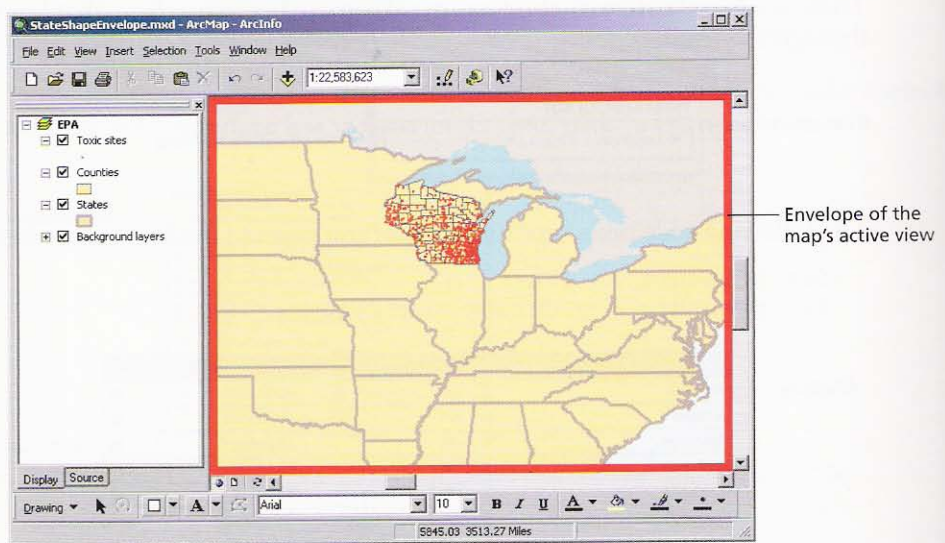 StateShapeEnvelope.mxd - ArcMap - ArcInfo
File Edit View Insert Selection Tools Window Help
1:22,583,623
EPA
Toxic sites
Counties
States
Background layers
Envelope of the
map's active view
Display Source
Drawing A Arial 10 B I U A
5845.03 3513.27 Miles